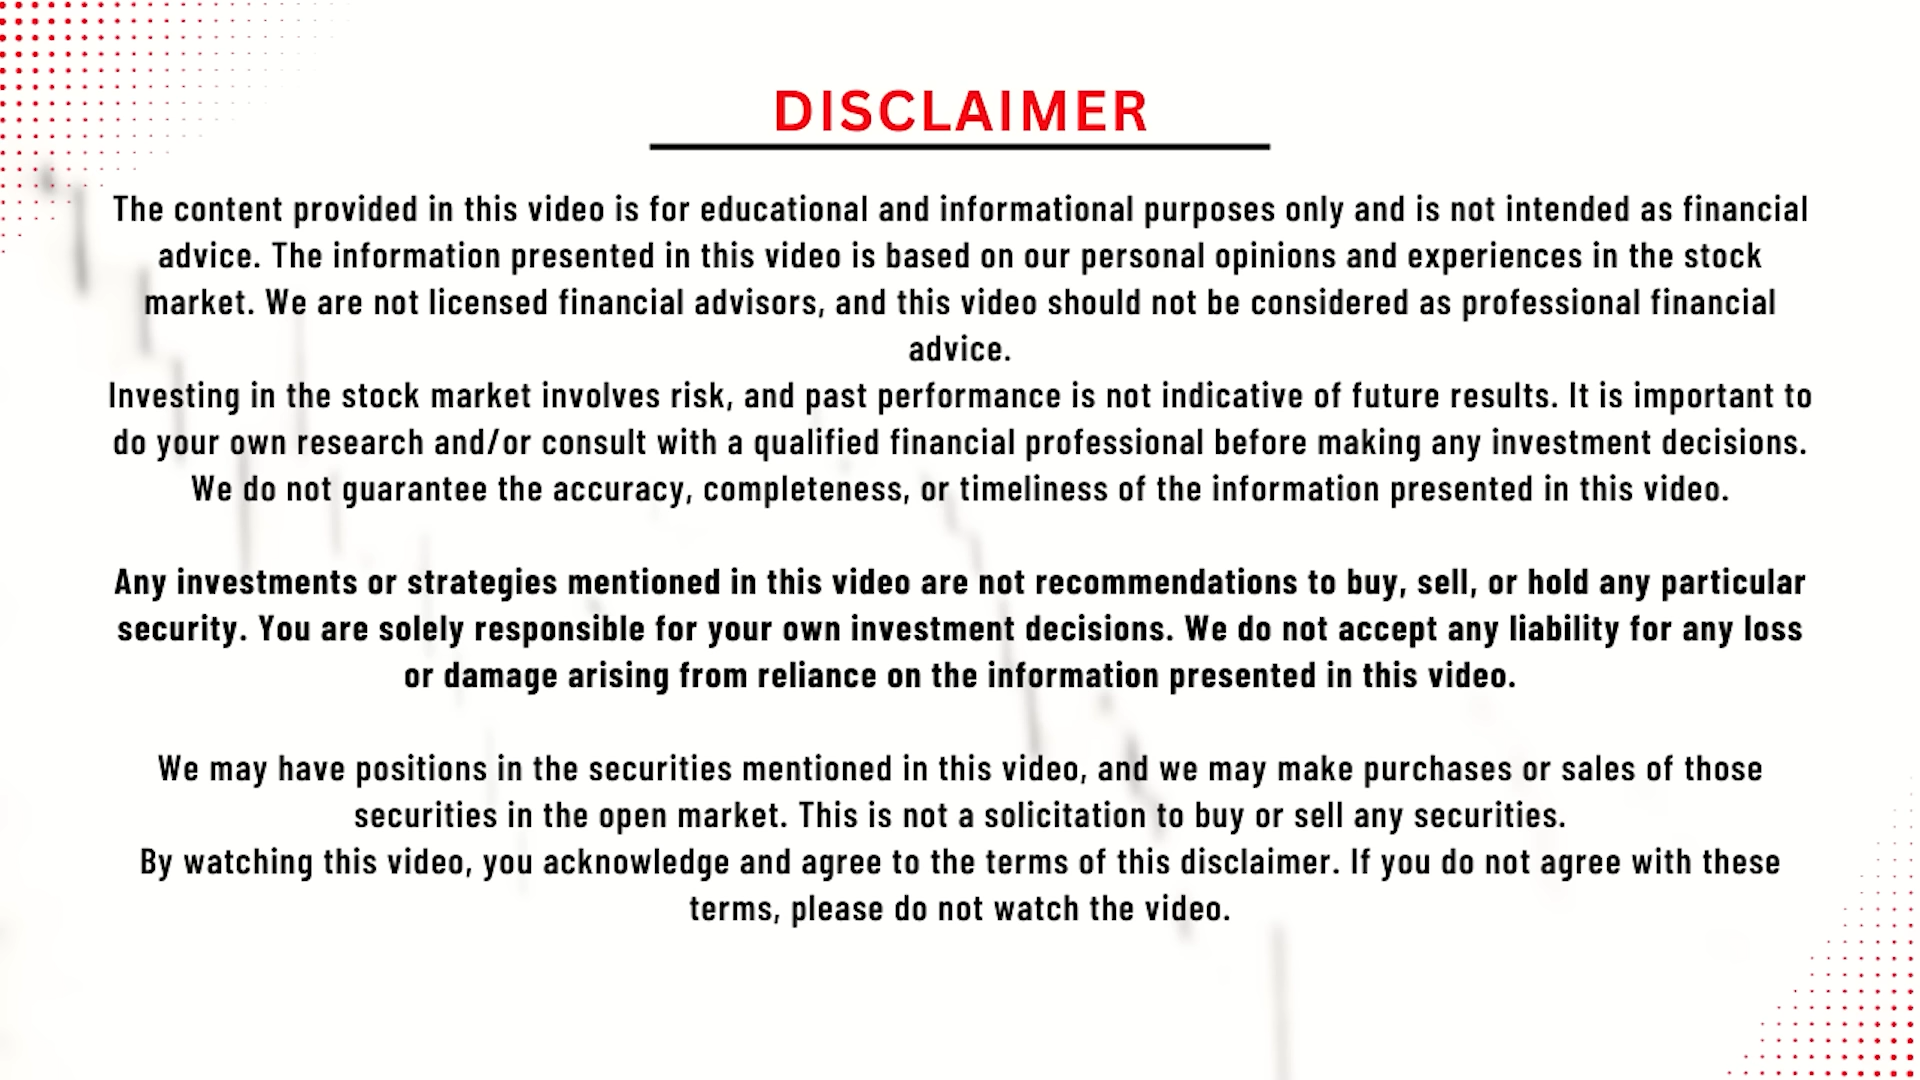 DISCLAIMER
The content provided in this video is for educational and informational purposes only and is not intended as financial
advice. The information presented in this video is based on our personal opinions and experiences in the stock
market. We are not licensed financial advisors, and this video should not be considered as professional financial
advice.
Investing in the stock market involves risk, and past performance is not indicative of future results. It is important to
do your own research and/or consult with a qualified financial professional before making any investment decisions.
We do not guarantee the accuracy, completeness, or timeliness of the information presented in this video.
Any investments or strategies mentioned in this video are not recommendations to buy, sell, or hold any particular
security. You are solely responsible for your own investment decisions. We do not accept any liability for any loss
or damage arising from reliance on the information presented in this video.
We may have positions in the securities mentioned in this video, and we may make purchases or sales of those
securities in the open market. This is not a solicitation to buy or sell any securities.
By watching this video, you acknowledge and agree to the terms of this disclaimer. If you do not agree with these
terms, please do not watch the video.